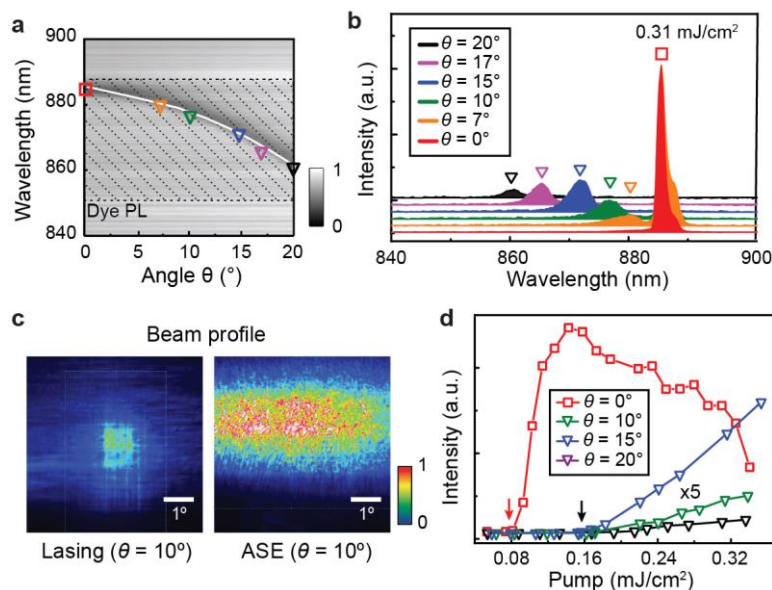 a
900
880
860
840
Wavelength (nm)
Dye PL
1
0
0 5 10 15 20
Angle θ (°)
b
0.31 mJ/cm²
θ = 20°
θ = 17°
θ = 15°
θ = 10°
θ = 7°
θ = 0°
Intensity (a.u.)
840 860 880 900
Wavelength (nm)
c
Beam profile
1°
1°
1
0
Lasing (θ = 10º)
ASE (θ = 10º)
d
Intensity (a.u.)
θ = 0°
θ = 10°
θ = 15°
θ = 20°
x5
0.08 0.16 0.24 0.32
Pump (mJ/cm²)